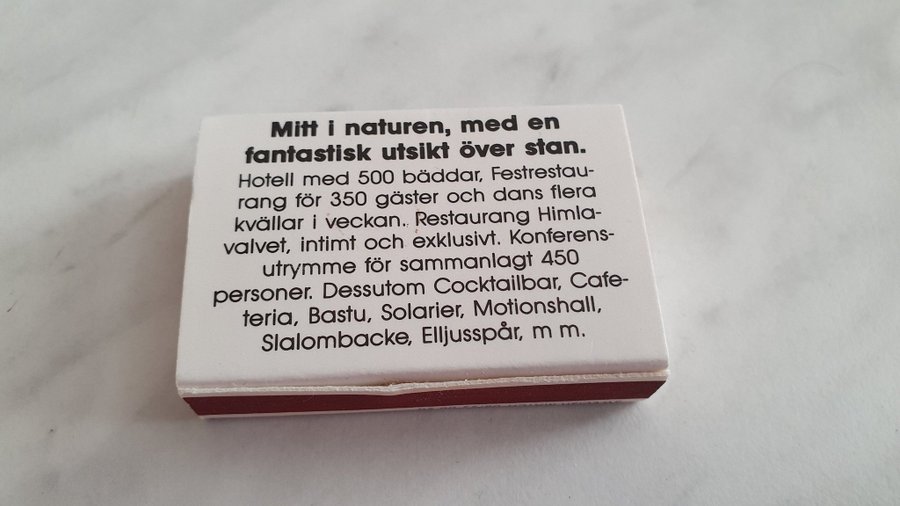 Mitt i naturen, med en
fantastisk utsikt över stan.
Hotell med 500 bäddar, Festrestau-
rang för 350 gäster och dans flera
kvällar i veckan. Restaurang Himla-
valvet, intimt och exklusivt. Konferens-
utrymme för sammanlagt 450
personer. Dessutom Cocktailbar, Cafe-
teria, Bastu, Solarier, Motionshall,
Slalombacke, Elljusspår, m m.